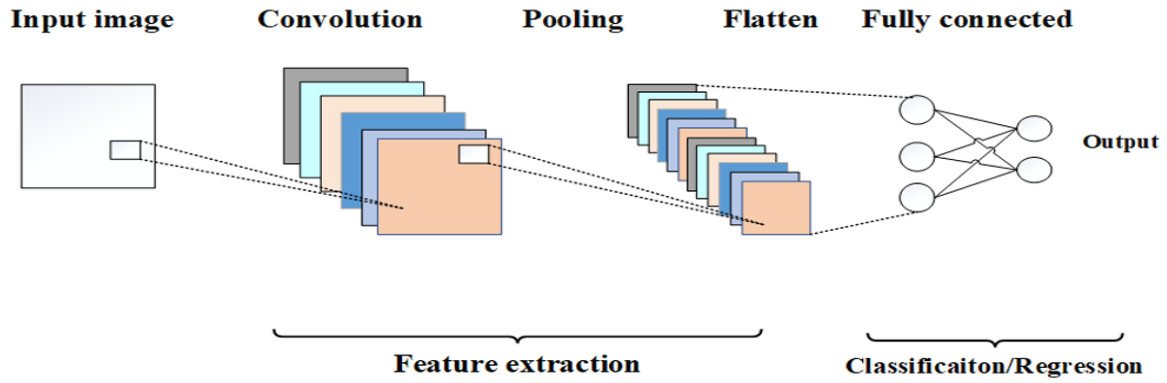 Input image Convolution Pooling Flatten Fully connected
Output
Feature extraction
Classificaiton/Regression